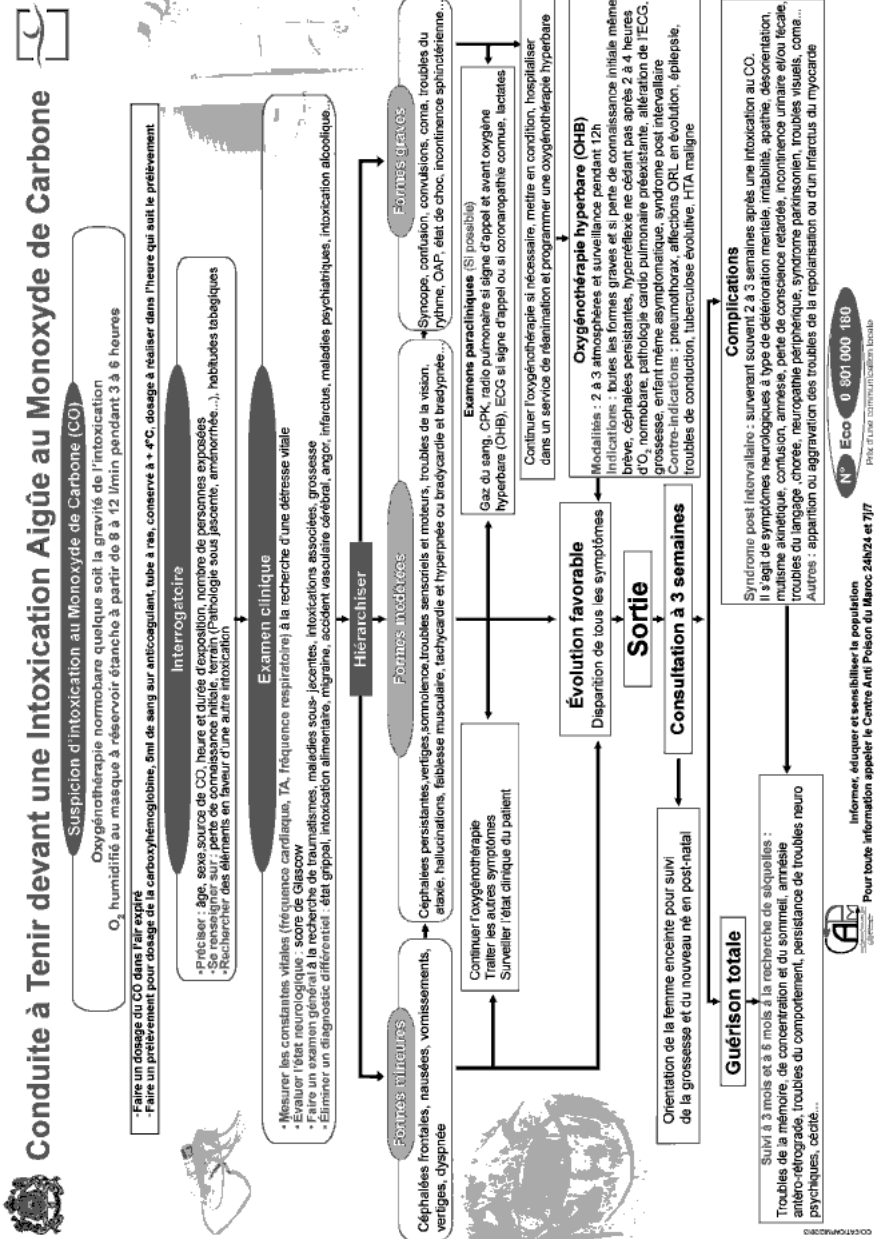 Conduite à Tenir devant une Intoxication Aigûe au Monoxyde de Carbone
Suspicion d'intoxication au Monoxyde de Carbone (CO)
Oxygénothérapie normobare quelque soit la gravité de l'intoxication
O2 humidifié au masque à réservoir étanche à partir de 8 à 12 l/min pendant 3 à 6 heures
- Faire un dosage du CO dans l'air expiré
- Faire un prélèvement pour dosage de la carboxyhémoglobine, 5ml de sang sur anticoagulant, tube à ras, conservé à + 4°C, dosage à réaliser dans l'heure qui suit le prélèvement
Interrogatoire
•Préciser : âge, sexe,source de CO, heure et durée d'exposition, nombre de personnes exposées
•Se renseigner sur : perte de connaissance initiale, terrain (Pathologie sous jascente, aménorrhée...), habitudes tabagiques
•Rechercher des éléments en faveur d'une autre intoxication
Examen clinique
•Mesurer les constantes vitales (fréquence cardiaque, TA, fréquence respiratoire) à la recherche d'une détresse vitale
•Évaluer l'état neurologique : score de Glascow
•Faire un examen général à la recherche de traumatismes, maladies sous- jacentes, intoxications associées, grossesse
•Éliminer un diagnostic différentiel : état grippal, intoxication alimentaire, migraine, accident vasculaire cérébral, angor, infarctus, maladies psychiatriques, intoxication alcoolique
Hiérarchiser
Formes mineures
Céphalées frontales, nausées, vomissements,
vertiges, dyspnée
Formes modérées
Céphalées persistantes,vertiges,somnolence,troubles sensoriels et moteurs, troubles de la vision,
ataxie, hallucinations, faiblesse musculaire, tachycardie et hyperpnée ou bradycardie et bradypnée...
Formes graves
Syncope, confusion, convulsions, coma, troubles du
rythme, OAP, état de choc, incontinence sphinctérienne...
Continuer l'oxygénothérapie
Traiter les autres symptômes
Surveiller l'état clinique du patient
Examens paracliniques (Si possible)
Gaz du sang, CPK, radio pulmonaire si signe d'appel et avant oxygène
hyperbare (OHB), ECG si signe d'appel ou si coronaropathie connue, lactates
Continuer l'oxygénothérapie si nécessaire, mettre en condition, hospitaliser
dans un service de réanimation et programmer une oxygénothérapie hyperbare
Oxygénothérapie hyperbare (OHB)
Modalités : 2 à 3 atmosphères et surveillance pendant 12h
Indications : toutes les formes graves et si perte de connaissance initiale même
brève, céphalées persistantes, hyperréflexie ne cédant pas après 2 à 4 heures
d'O2 normobare, pathologie cardio pulmonaire préexistante, altération de l'ECG,
grossesse, enfant même asymptomatique, syndrome post intervallaire
Contre-indications : pneumothorax, affections ORL en évolution, épilepsie,
troubles de conduction, tuberculose évolutive, HTA maligne
Évolution favorable
Disparition de tous les symptômes
Sortie
Consultation à 3 semaines
Orientation de la femme enceinte pour suivi
de la grossesse et du nouveau né en post-natal
Guérison totale
Complications
Syndrome post intervallaire : survenant souvent 2 à 3 semaines après une intoxication au CO.
Il s'agit de symptômes neurologiques à type de détérioration mentale, irritabilité, apathie, désorientation,
mutisme akinétique, confusion, amnésie, perte de conscience retardée, incontinence urinaire et/ou fécale,
troubles du langage ,chorée, neuropathie périphérique, syndrome parkinsonien, troubles visuels, coma...
Autres : apparition ou aggravation des troubles de la repolarisation ou d'un infarctus du myocarde
Suivi à 3 mois et à 6 mois à la recherche de séquelles :
Troubles de la mémoire, de concentration et du sommeil, amnésie
antéro-rétrograde, troubles du comportement, persistance de troubles neuro
psychiques, cécité...
Informer, éduquer et sensibiliser la population
Pour toute information appeler le Centre Anti Poison du Maroc 24h/24 et 7j/7
N° Eco 0 801 000 180
Prix d'une communication locale